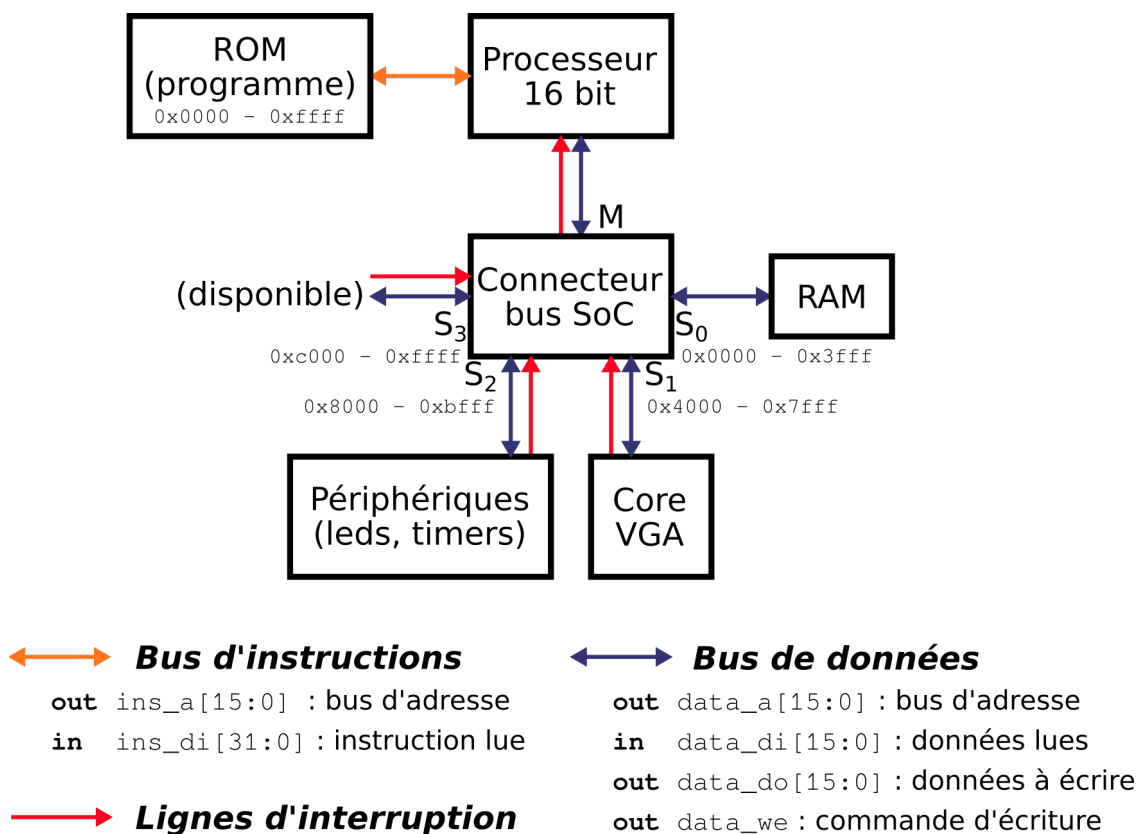 ROM
(programme)
0x0000 – 0xffff
Processeur
16 bit
M
(disponible)
Connecteur
bus SoC
RAM
S3
S0
0xc000 – 0xffff
0x0000 – 0x3fff
S2
S1
0x8000 – 0xbfff
0x4000 – 0x7fff
Périphériques
(leds, timers)
Core
VGA
Bus d'instructions
out ins_a[15:0] : bus d'adresse
in ins_di[31:0] : instruction lue
Lignes d'interruption
Bus de données
out data_a[15:0] : bus d'adresse
in data_di[15:0] : données lues
out data_do[15:0] : données à écrire
out data_we : commande d'écriture